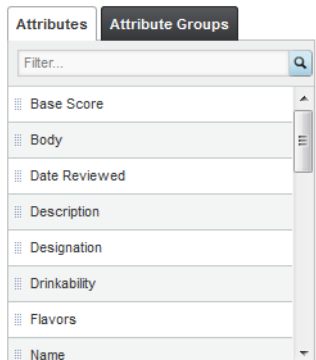 Attributes Attribute Groups
Filter...
Base Score
Body
Date Reviewed
Description
Designation
Drinkability
Flavors
Name